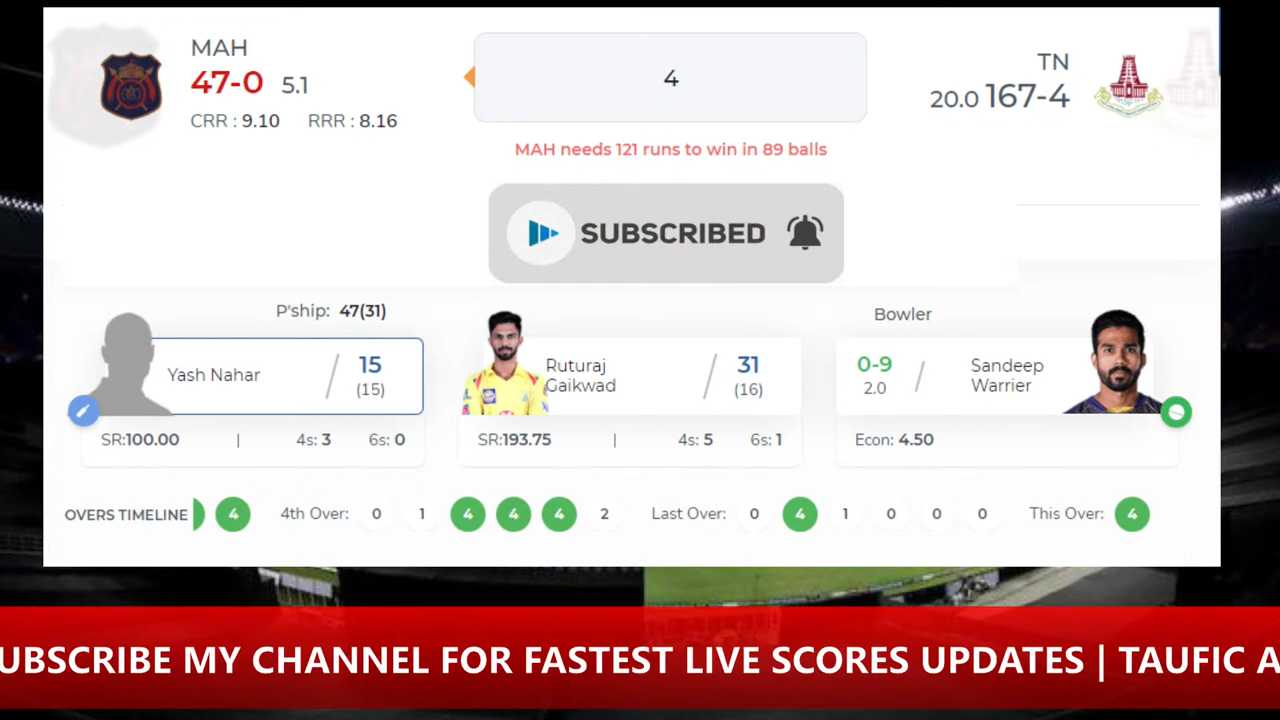 MAH
47-0 5.1
CRR : 9.10 RRR : 8.16
4
MAH needs 121 runs to win in 89 balls
TN
20.0 167-4
SUBSCRIBED
P'ship: 47(31)
Yash Nahar / 15
(15)
SR:100.00 | 4s: 3 6s: 0
Ruturaj
Gaikwad / 31
(16)
SR:193.75 | 4s: 5 6s: 1
Bowler
0-9
2.0 / Sandeep
Warrier
Econ: 4.50
OVERS TIMELINE 4 4th Over: 0 1 4 4 4 2 Last Over: 0 4 1 0 0 0 This Over: 4
UBSCRIBE MY CHANNEL FOR FASTEST LIVE SCORES UPDATES | TAUFIC A